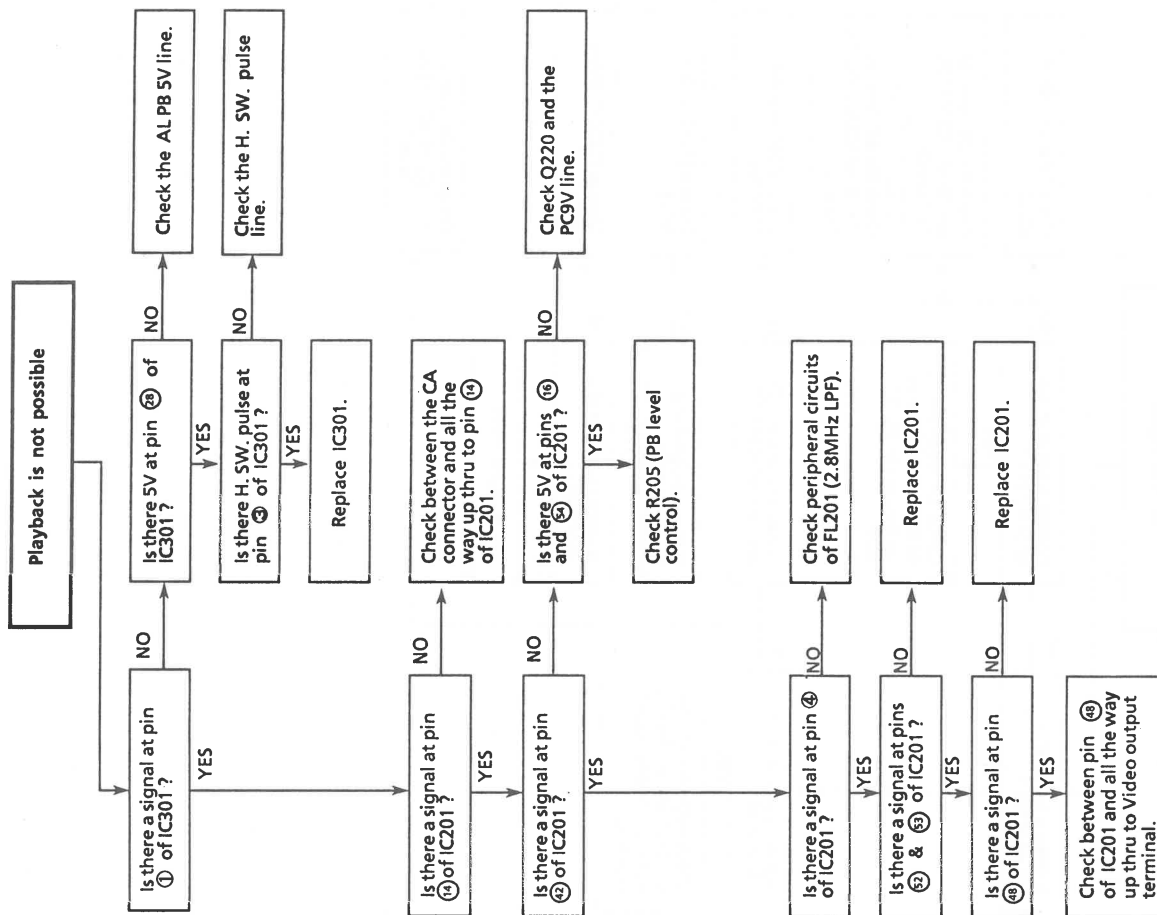 Playback is not possible
Is there a signal at pin
① of IC301 ?
NO
YES
Is there 5V at pin ㉘ of
IC301 ?
NO
YES
Check the AL PB 5V line.
Is there H. SW. pulse at
pin ③ of IC301 ?
NO
YES
Check the H. SW. pulse
line.
Replace IC301.
Is there a signal at pin
⑭ of IC201 ?
NO
YES
Check between the CA
connector and all the
way up thru to pin ⑭
of IC201.
Is there a signal at pin
㊷ of IC201 ?
NO
YES
Is there 5V at pins ⑯
and 54 of IC201 ?
NO
YES
Check Q220 and the
PC9V line.
Check R205 (PB level
control).
Is there a signal at pin ④
of IC201 ?
NO
YES
Check peripheral circuits
of FL201 (2.8MHz LPF).
Is there a signal at pins
52 & 53 of IC201 ?
NO
YES
Replace IC201.
Is there a signal at pin
㊽ of IC201 ?
NO
YES
Replace IC201.
Check between pin ㊽
of IC201 and all the way
up thru to Video output
terminal.